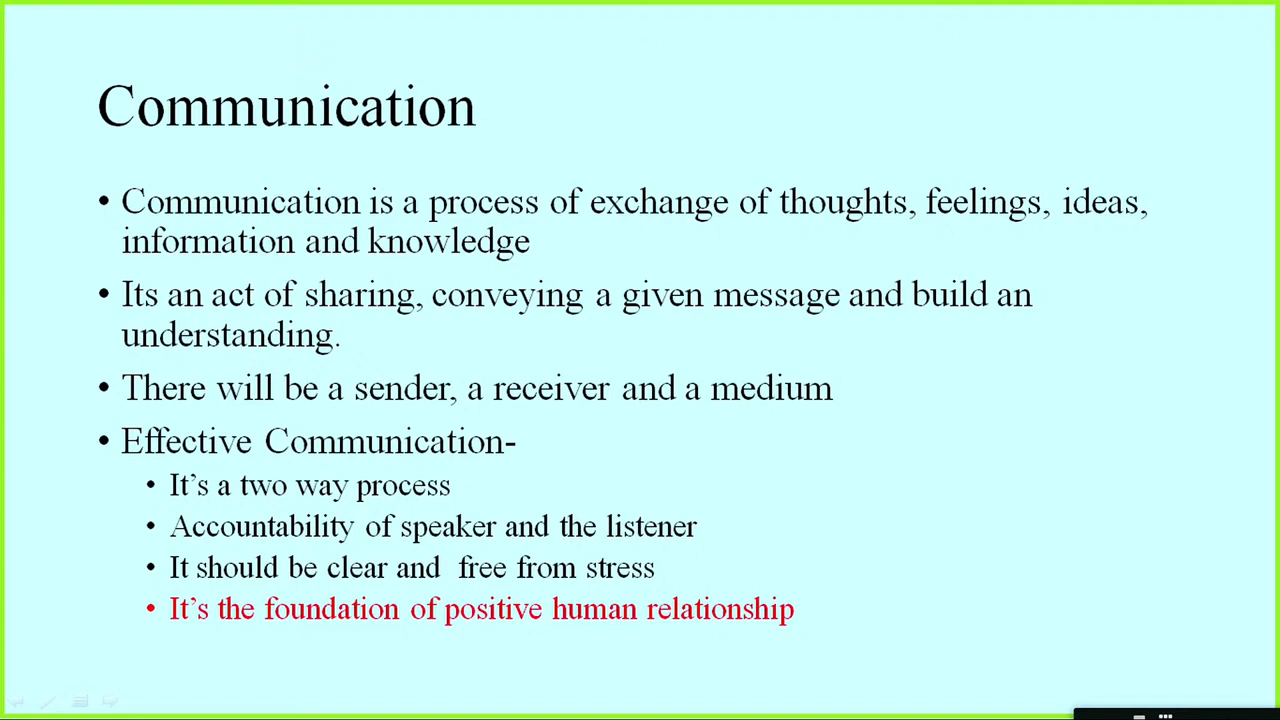 Communication
• Communication is a process of exchange of thoughts, feelings, ideas,
information and knowledge
• Its an act of sharing, conveying a given message and build an
understanding.
• There will be a sender, a receiver and a medium
• Effective Communication-
• It’s a two way process
• Accountability of speaker and the listener
• It should be clear and  free from stress
• It’s the foundation of positive human relationship